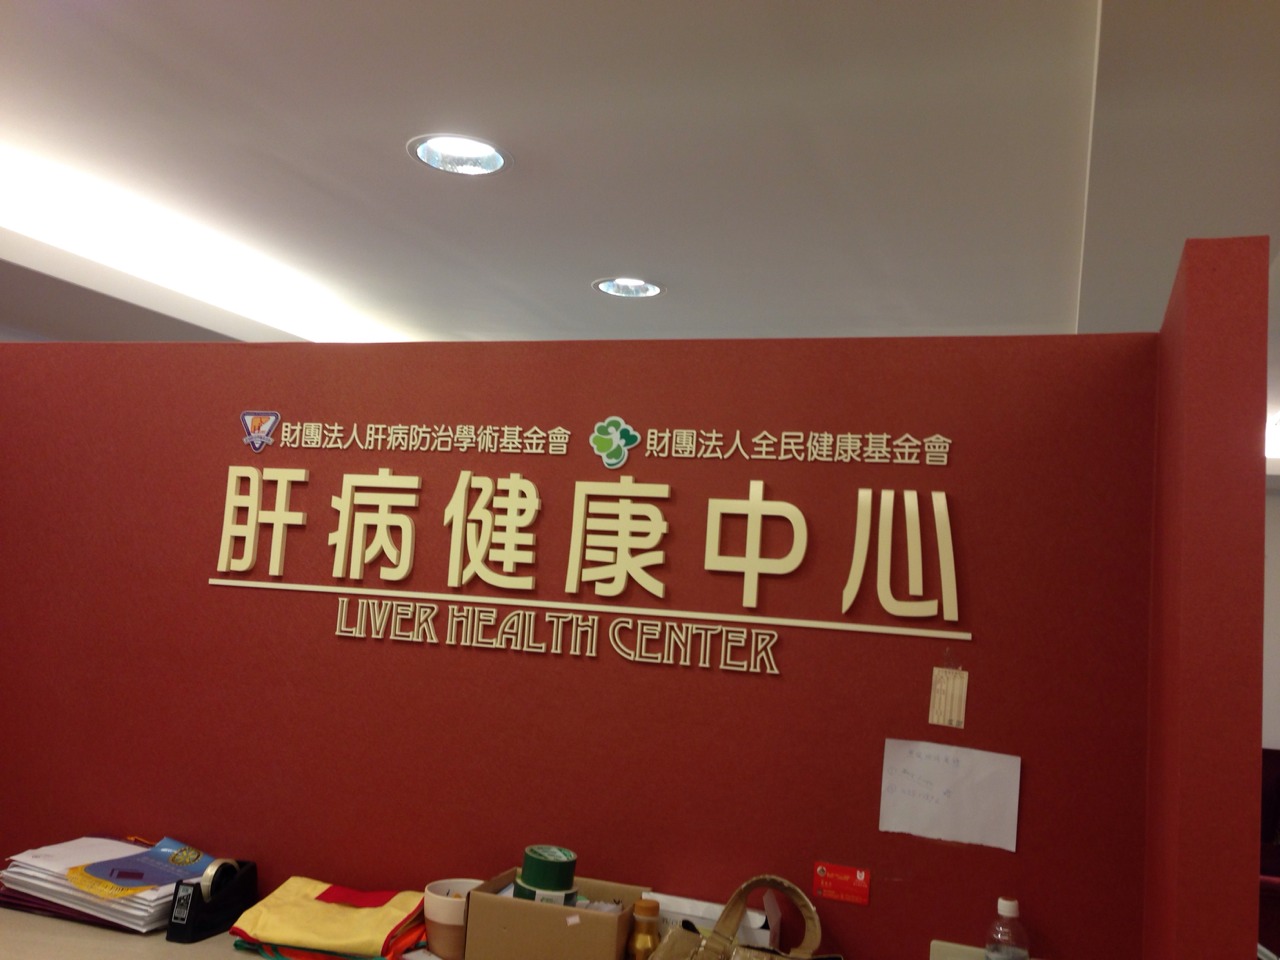 財團法人肝病防治學術基金會 財團法人全民健康基金會
肝病健康中心
LIVER HEALTH CENTER